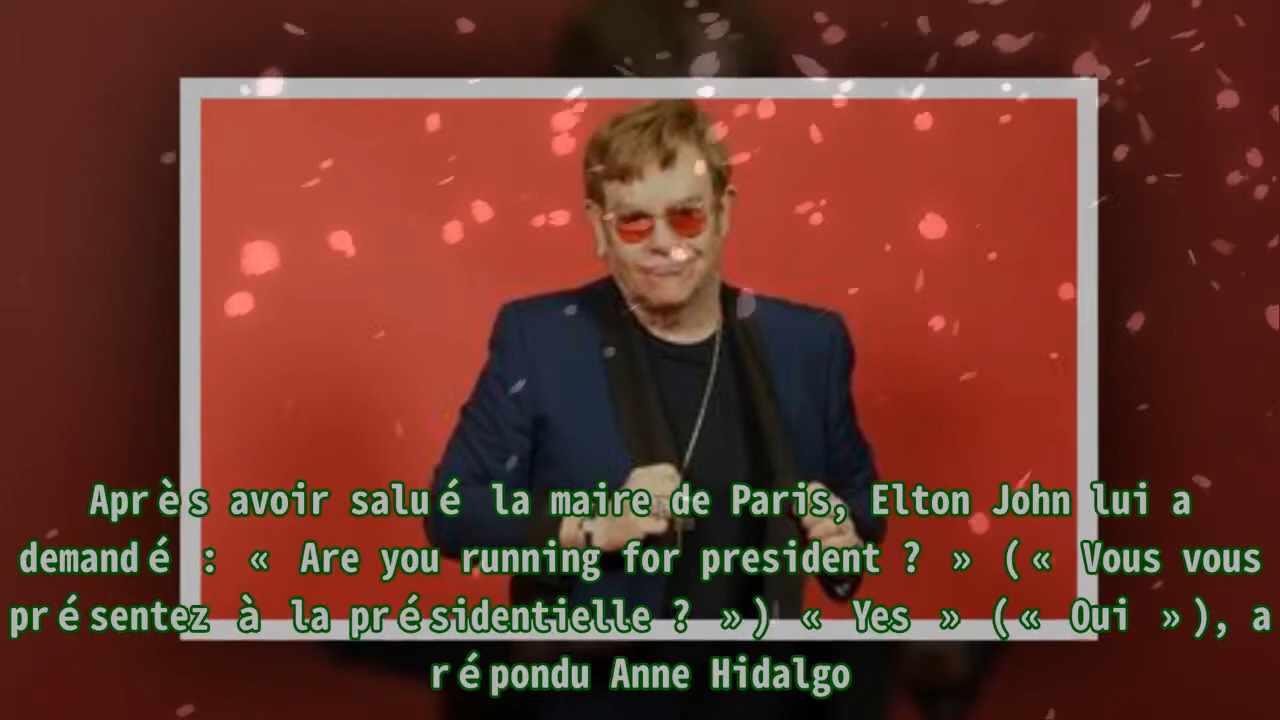 Après avoir salué la maire de Paris, Elton John lui a
demandé : « Are you running for president ? » (« Vous vous
présentez à la présidentielle ? ») « Yes » (« Oui »), a
répondu Anne Hidalgo